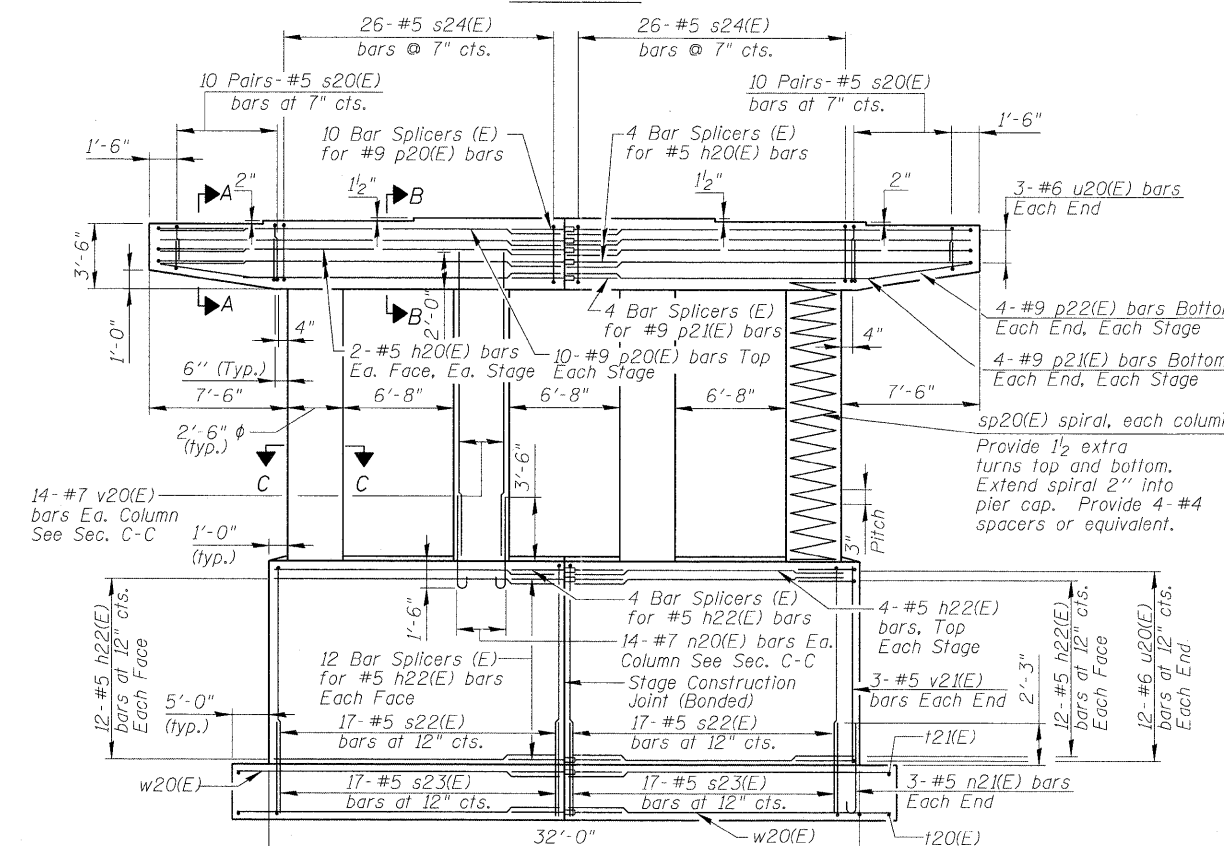 26-#5 s24(E)
bars @ 7" cts.
26-#5 s24(E)
bars @ 7" cts.
10 Pairs-#5 s20(E)
bars at 7" cts.
10 Pairs-#5 s20(E)
bars at 7" cts.
1'-6"
10 Bar Splicers (E)
for #9 p20(E) bars
4 Bar Splicers (E)
for #5 h20(E) bars
1'-6"
A
2"
1½"
B
1½"
2"
3-#6 u20(E) bars
Each End
3'-6"
1'-0"
A
B
2'-0"
4"
4 Bar Splicers (E)
for #9 p21(E) bars
4"
4-#9 p22(E) bars Bottom
Each End, Each Stage
2-#5 h20(E) bars
Ea. Face, Ea. Stage
10-#9 p20(E) bars Top
Each Stage
4-#9 p21(E) bars Bottom
Each End, Each Stage
6" (Typ.)
7'-6"
6'-8"
6'-8"
6'-8"
7'-6"
2'-6" ϕ
(typ.)
sp20(E) spiral, each colum
Provide 1½ extra
turns top and bottom.
Extend spiral 2" into
pier cap. Provide 4-#4
spacers or equivalent.
C
C
3'-6"
14-#7 v20(E)
bars Ea. Column
See Sec. C-C
1'-0"
(typ.)
3"
Pitch
1'-6"
4 Bar Splicers (E)
for #5 h22(E) bars
4-#5 h22(E)
bars, Top
Each Stage
14-#7 n20(E) bars Ea.
Column See Sec. C-C
12-#5 h22(E)
bars at 12" cts.
Each Face
12 Bar Splicers (E)
for #5 h22(E) bars
Each Face
Stage Construction
Joint (Bonded)
3-#5 v21(E)
bars Each End
2'-3"
12-#5 h22(E)
bars at 12" cts.
Each Face
12-#6 u20(E)
bars at 12" cts.
Each End
5'-0"
(typ.)
17-#5 s22(E)
bars at 12" cts.
17-#5 s22(E)
bars at 12" cts.
t21(E)
w20(E)
17-#5 s23(E)
bars at 12" cts.
17-#5 s23(E)
bars at 12" cts.
3-#5 n21(E) bars
Each End
32'-0"
w20(E)
t20(E)